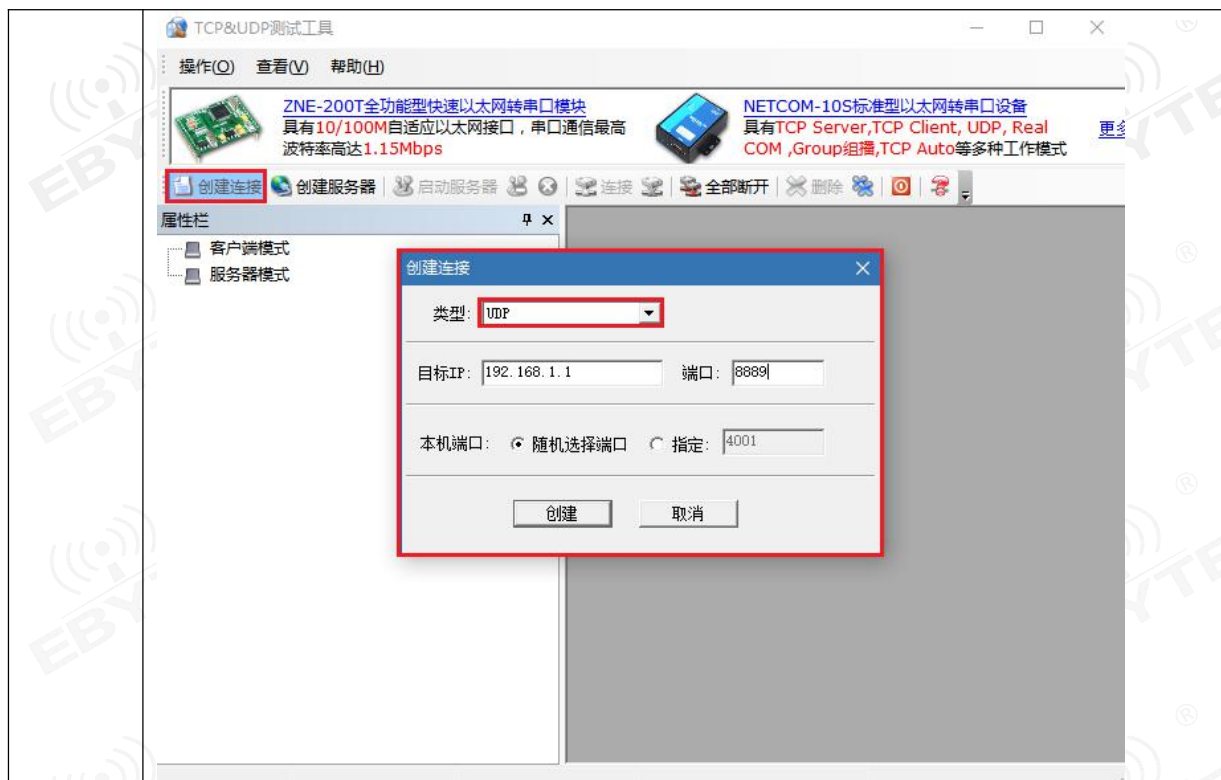 TCP&UDP测试工具
操作(O) 查看(V) 帮助(H)
ZNE-200T全功能型快速以太网转串口模块
具有10/100M自适应以太网接口，串口通信最高
波特率高达1.15Mbps
NETCOM-10S标准型以太网转串口设备
具有TCP Server,TCP Client, UDP, Real
COM ,Group组播,TCP Auto等多种工作模式
创建连接 创建服务器 启动服务器 连接 全部断开 删除
属性栏
客户端模式
服务器模式
创建连接
类型: UDP
目标IP: 192.168.1.1 端口: 8889
本机端口: 随机选择端口 指定: 4001
创建 取消
EBYTE
EBYTE
EBYTE